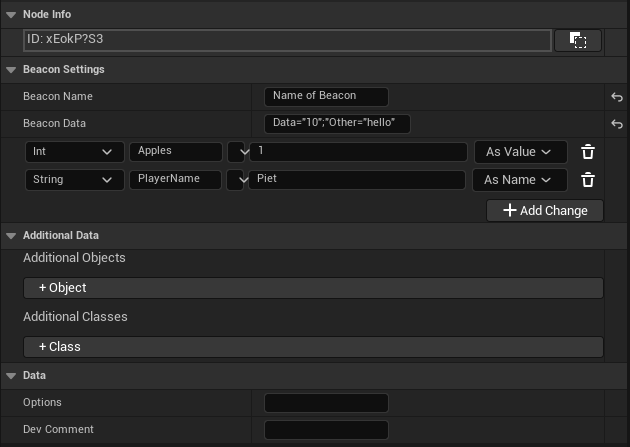 Node Info
ID: xEokP?S3
Beacon Settings
Beacon Name Name of Beacon
Beacon Data Data="10";"Other="hello"
Int Apples 1 As Value
String PlayerName Piet As Name
+ Add Change
Additional Data
Additional Objects
+ Object
Additional Classes
+ Class
Data
Options
Dev Comment